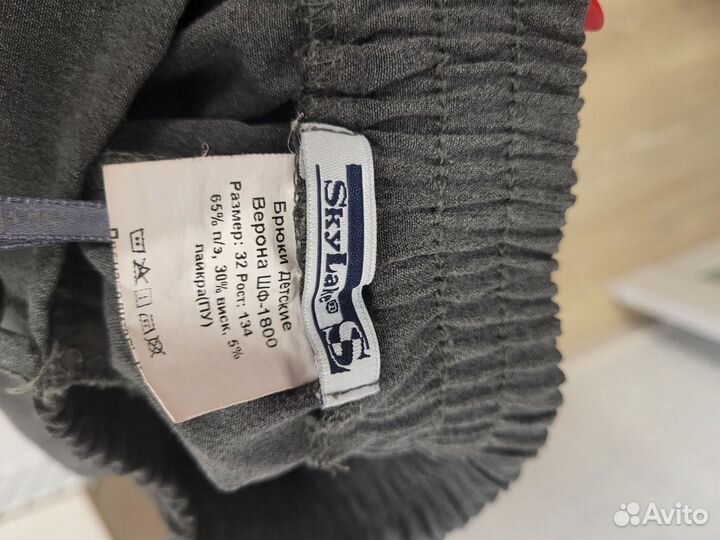 Брюки Детские
Верона ШФ-1800
Размер: 32 Рост: 134
65% п/э, 30% виск, 5%
лайкра(ПУ)
SkyLake®
S
Avito